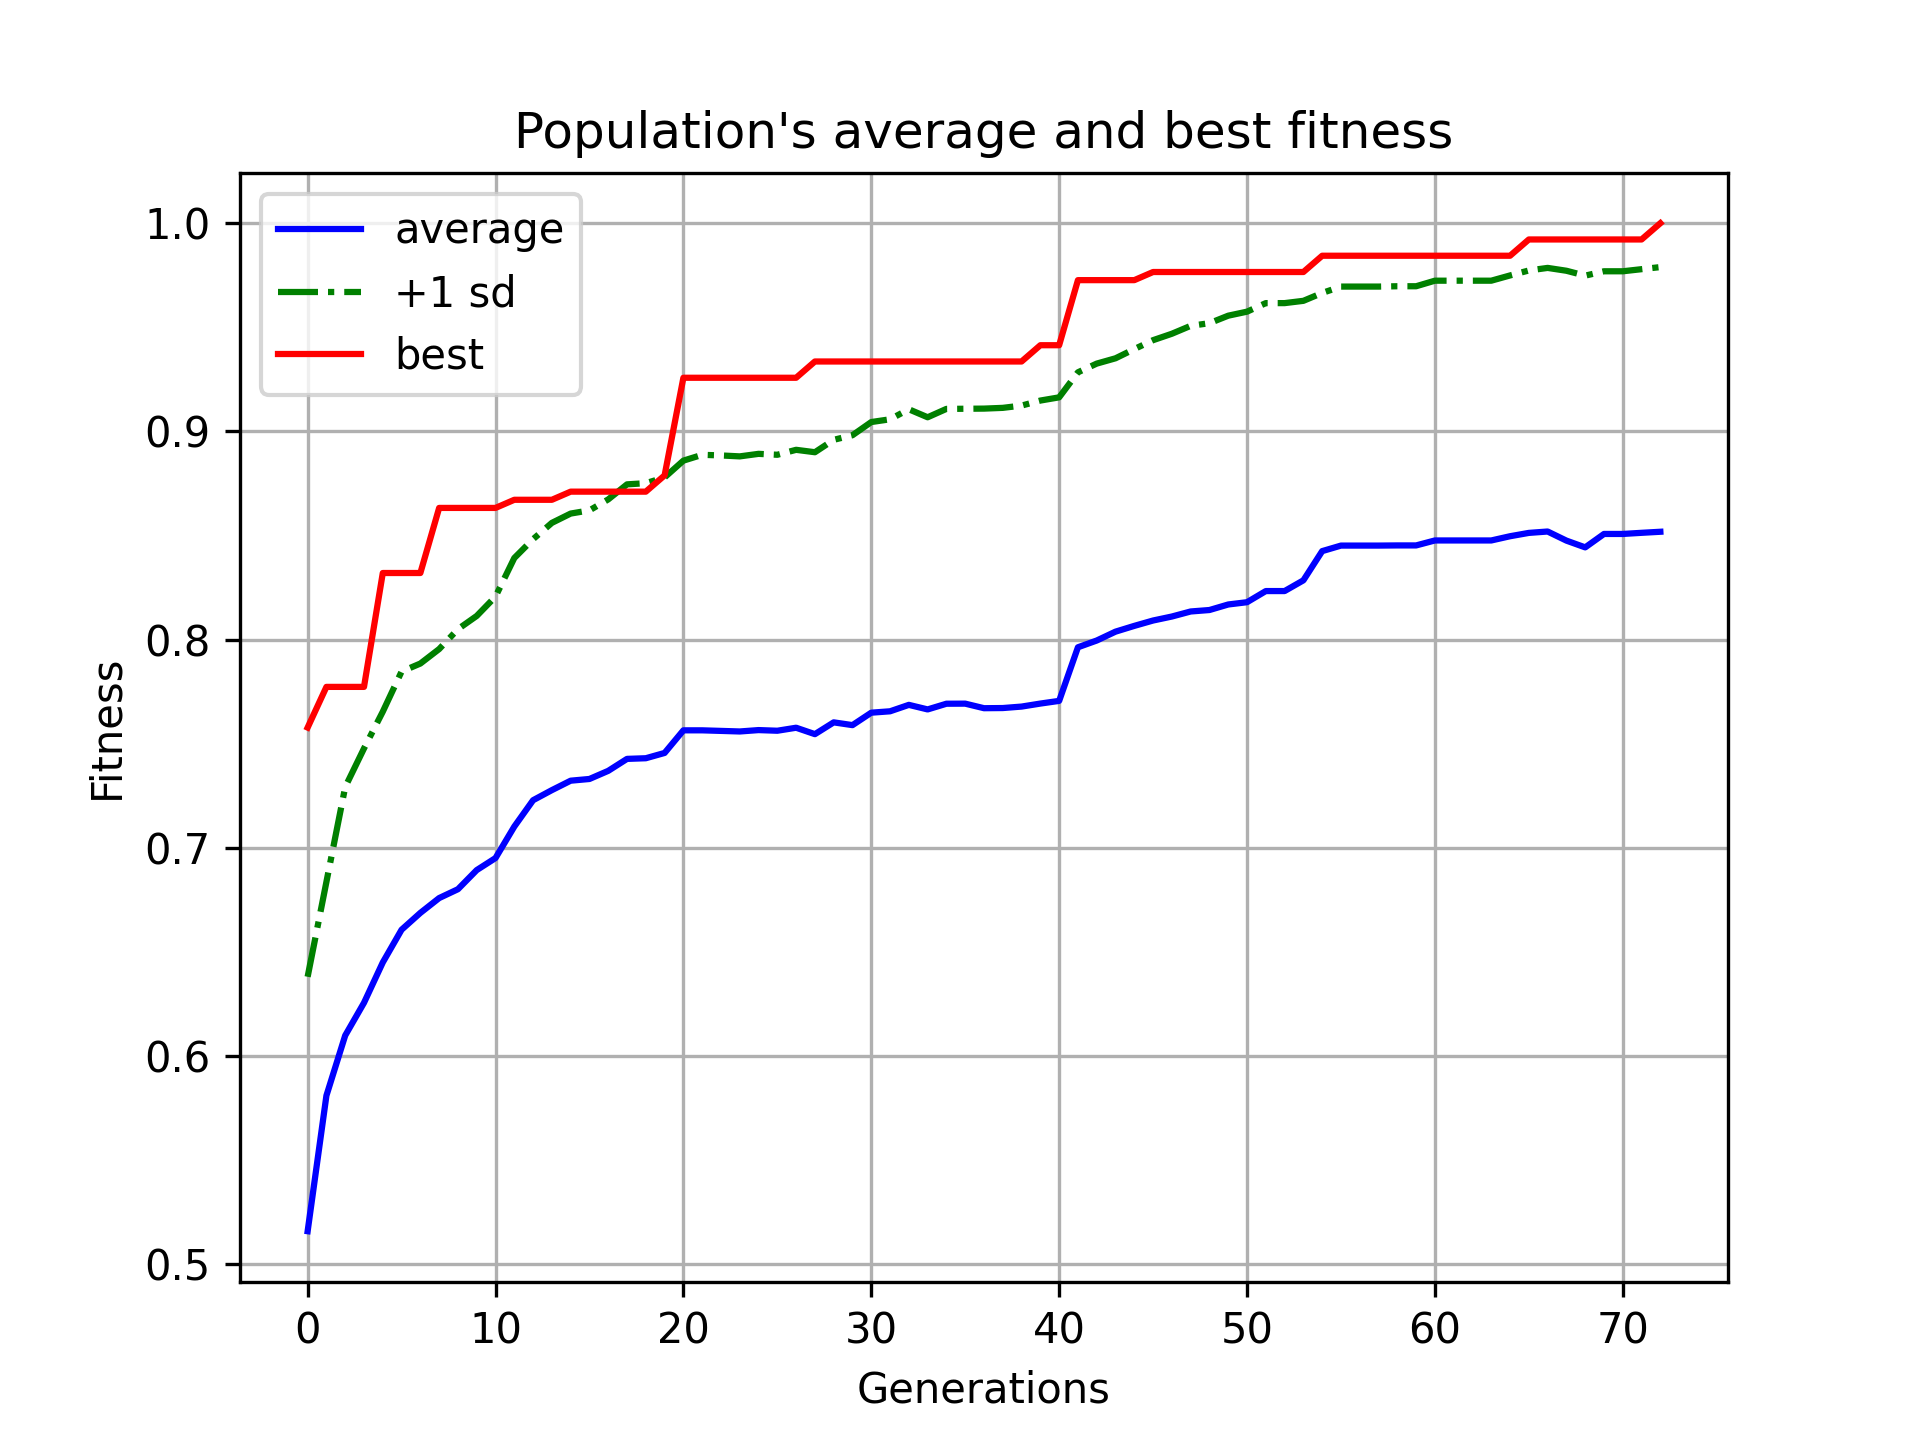 Population's average and best fitness
average
+1 sd
best
1.0
0.9
0.8
0.7
0.6
0.5
Fitness
0 10 20 30 40 50 60 70
Generations